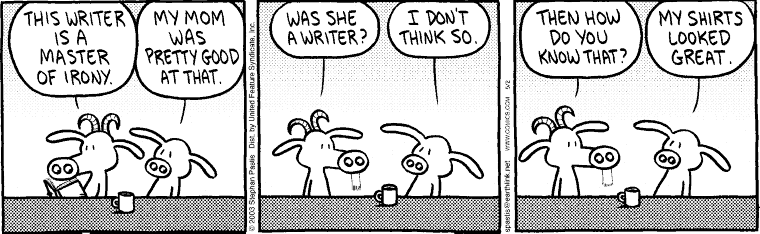 THIS WRITER
IS A
MASTER
OF IRONY.
MY MOM
WAS
PRETTY GOOD
AT THAT.
© 2003 Stephan Pastis Dist. by United Feature Syndicate, Inc.
WAS SHE
A WRITER?
I DON'T
THINK SO.
spastis@earthlink.net www.comics.com 5/2
THEN HOW
DO YOU
KNOW THAT?
MY SHIRTS
LOOKED
GREAT.